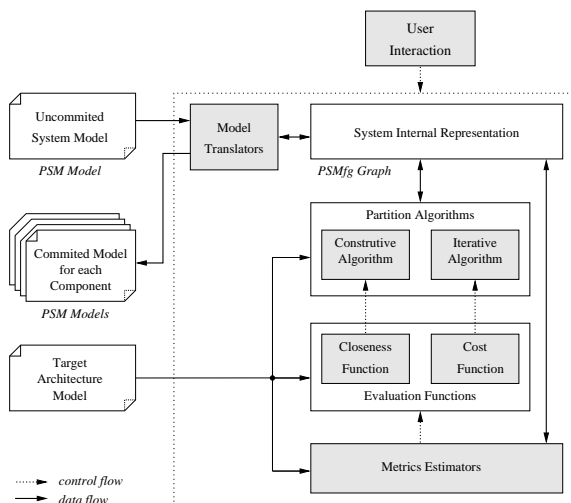 User
Interaction
Uncommited
System Model
PSM Model
Model
Translators
System Internal Representation
PSMfg Graph
Partition Algorithms
Construtive
Algorithm
Iterative
Algorithm
Commited Model
for each
Component
PSM Models
Closeness
Function
Cost
Function
Evaluation Functions
Target
Architecture
Model
Metrics Estimators
control flow
data flow